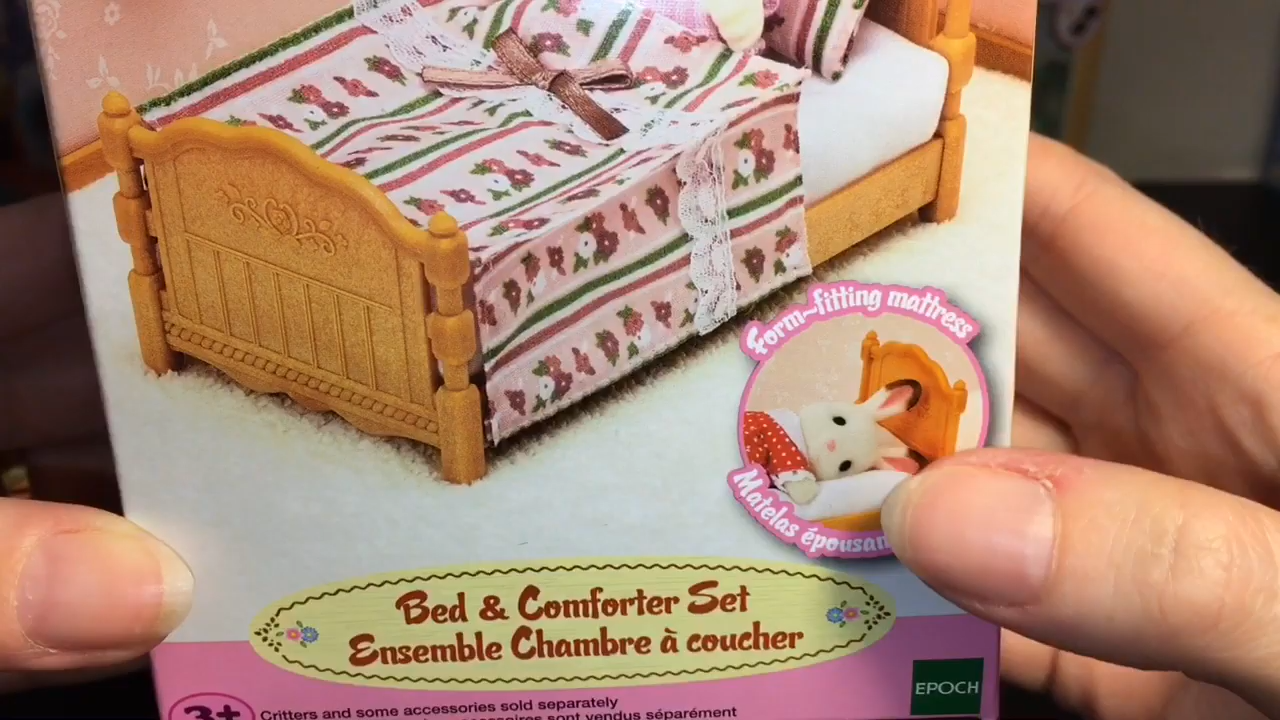 Form-fitting mattress
Matelas
Bed & Comforter Set
Ensemble Chambre à coucher
EPOCH
3+
Critters and some accessories sold separately
accessoires sont vendus séparément